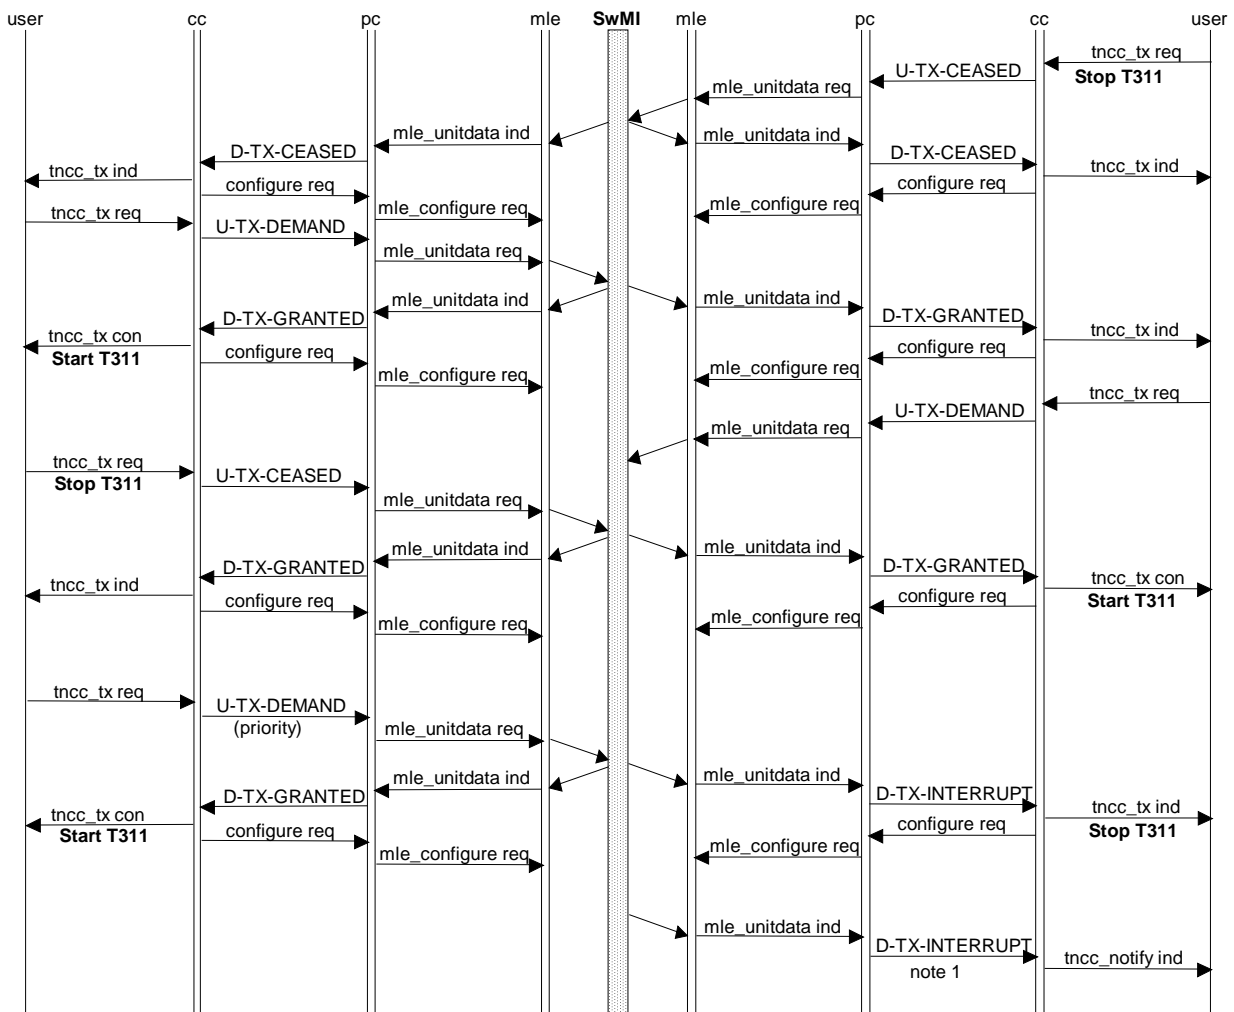 user cc pc mle SwMI mle pc cc user
tncc_tx req
U-TX-CEASED Stop T311
mle_unitdata req
mle_unitdata ind mle_unitdata ind
D-TX-CEASED D-TX-CEASED
tncc_tx ind tncc_tx ind
configure req configure req
tncc_tx req mle_configure req mle_configure req
U-TX-DEMAND
mle_unitdata req
mle_unitdata ind mle_unitdata ind
D-TX-GRANTED D-TX-GRANTED
tncc_tx con tncc_tx ind
Start T311 configure req configure req
mle_configure req mle_configure req
tncc_tx req
U-TX-DEMAND
mle_unitdata req
tncc_tx req
Stop T311 U-TX-CEASED
mle_unitdata req
mle_unitdata ind mle_unitdata ind
D-TX-GRANTED D-TX-GRANTED
tncc_tx ind tncc_tx con
configure req configure req Start T311
mle_configure req mle_configure req
tncc_tx req
U-TX-DEMAND
(priority) mle_unitdata req
mle_unitdata ind mle_unitdata ind
D-TX-GRANTED D-TX-INTERRUPT
tncc_tx con tncc_tx ind
Start T311 configure req configure req Stop T311
mle_configure req mle_configure req
mle_unitdata ind
D-TX-INTERRUPT
tncc_notify ind
note 1